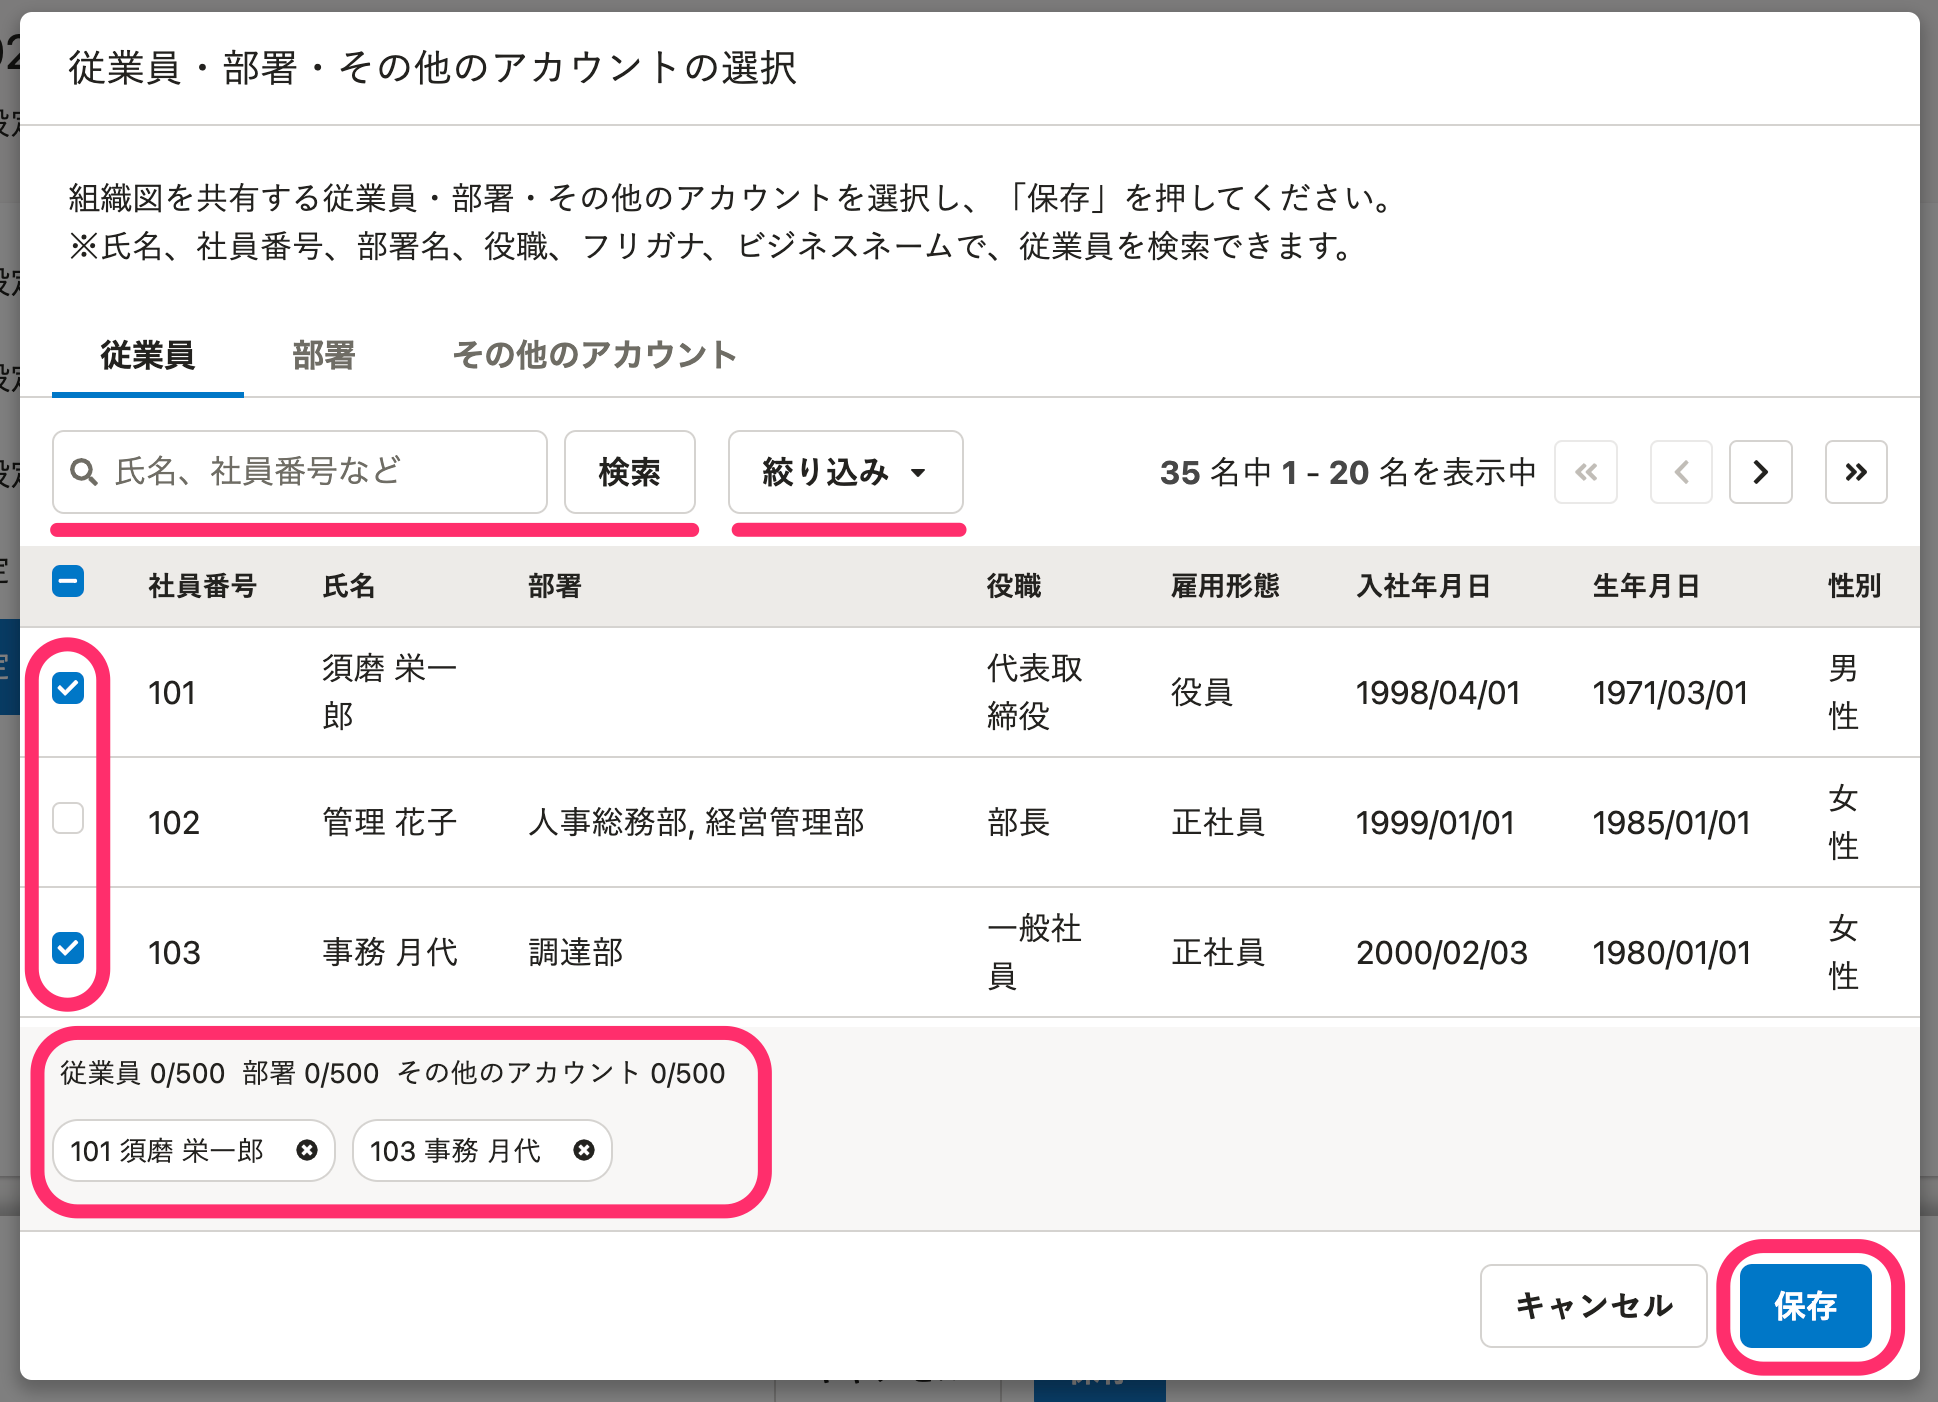 従業員・部署・その他のアカウントの選択
組織図を共有する従業員・部署・その他のアカウントを選択し、「保存」を押してください。
※氏名、社員番号、部署名、役職、フリガナ、ビジネスネームで、従業員を検索できます。
従業員 部署 その他のアカウント
氏名、社員番号など 検索 絞り込み 35 名中 1 - 20 名を表示中
社員番号 氏名 部署 役職 雇用形態 入社年月日 生年月日 性別
101 須磨 栄一郎 代表取締役 役員 1998/04/01 1971/03/01 男性
102 管理 花子 人事総務部, 経営管理部 部長 正社員 1999/01/01 1985/01/01 女性
103 事務 月代 調達部 一般社員 正社員 2000/02/03 1980/01/01 女性
従業員 0/500 部署 0/500 その他のアカウント 0/500
101 須磨 栄一郎 103 事務 月代
キャンセル 保存